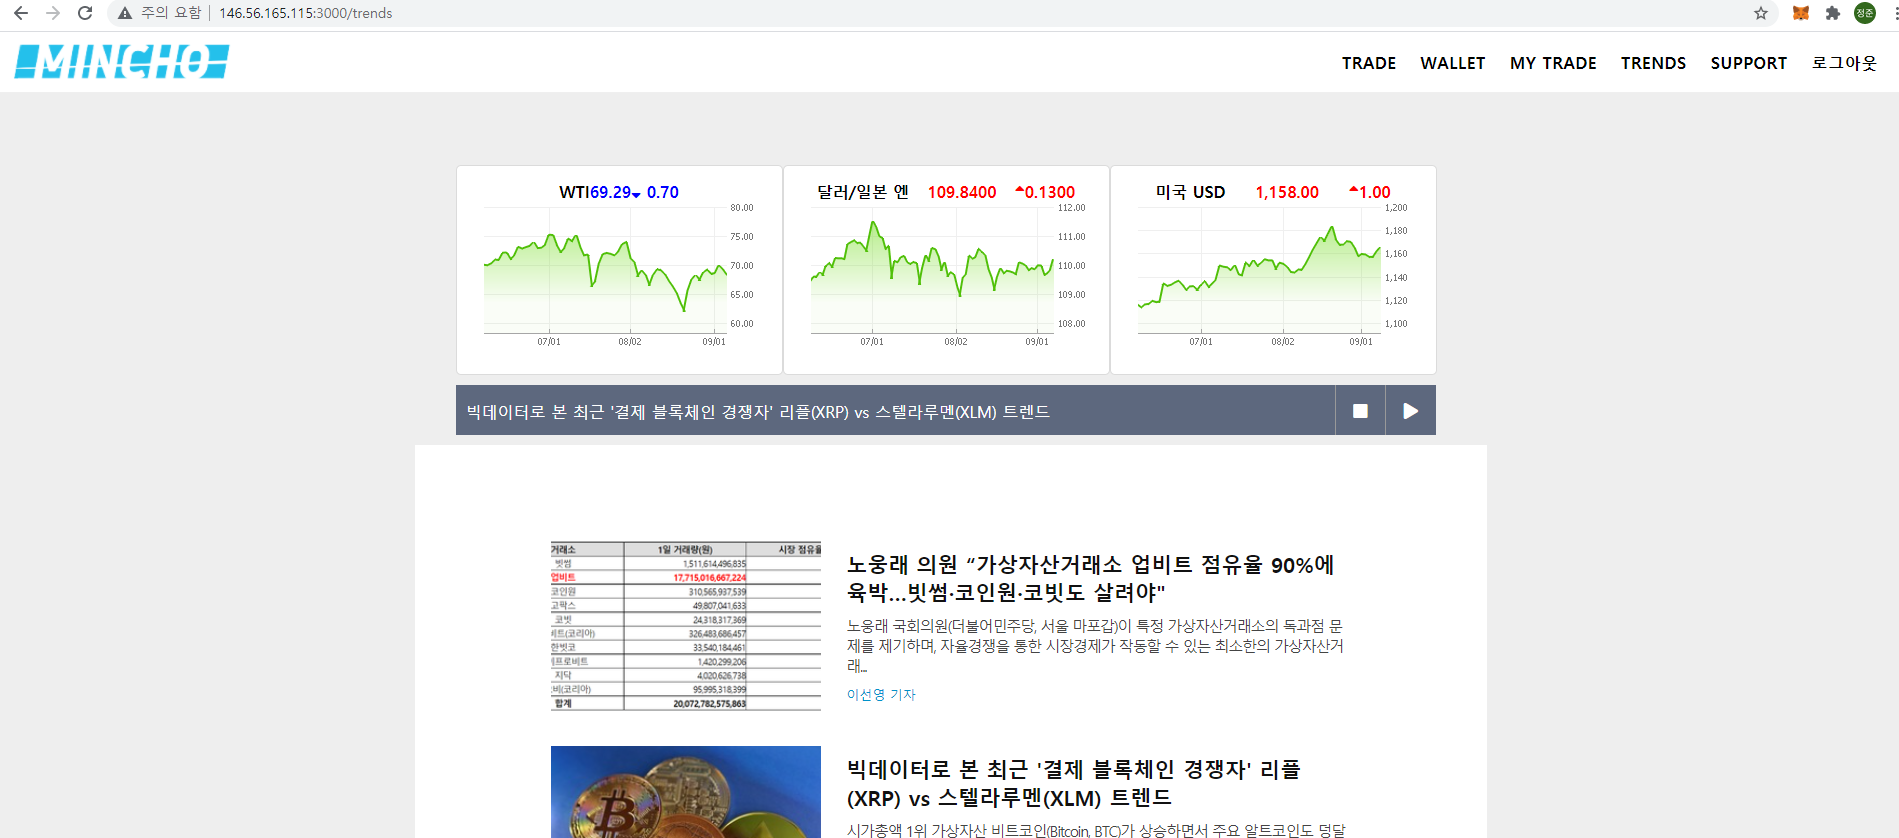 주의 요함 146.56.165.115:3000/trends
정준
MINCHO
TRADE WALLET MY TRADE TRENDS SUPPORT 로그아웃
WTI69.29 0.70
80.00
75.00
70.00
65.00
60.00
07/01 08/02 09/01
달러/일본 엔 109.8400 0.1300
112.00
111.00
110.00
109.00
108.00
07/01 08/02 09/01
미국 USD 1,158.00 1.00
1,200
1,180
1,160
1,140
1,120
1,100
07/01 08/02 09/01
빅데이터로 본 최근 '결제 블록체인 경쟁자' 리플(XRP) vs 스텔라루멘(XLM) 트렌드
거래소 1일 거래량(원) 시장 점유율
빗썸 1,511,614,496,835
업비트 17,715,016,667,224
코인원 310,565,937,539
고팍스 49,807,041,633
코빗 24,318,317,369
비트(코리아) 326,483,686,457
한빗코 33,540,184,461
프로비트 1,420,299,206
지닥 4,020,626,738
비(코리아) 95,995,318,399
합계 20,072,782,575,863
노웅래 의원 “가상자산거래소 업비트 점유율 90%에
육박...빗썸·코인원·코빗도 살려야"
노웅래 국회의원(더불어민주당, 서울 마포갑)이 특정 가상자산거래소의 독과점 문
제를 제기하며, 자율경쟁을 통한 시장경제가 작동할 수 있는 최소한의 가상자산거
래...
이선영 기자
빅데이터로 본 최근 '결제 블록체인 경쟁자' 리플
(XRP) vs 스텔라루멘(XLM) 트렌드
시가총액 1위 가상자산 비트코인(Bitcoin, BTC)가 상승하면서 주요 알트코인도 덩달